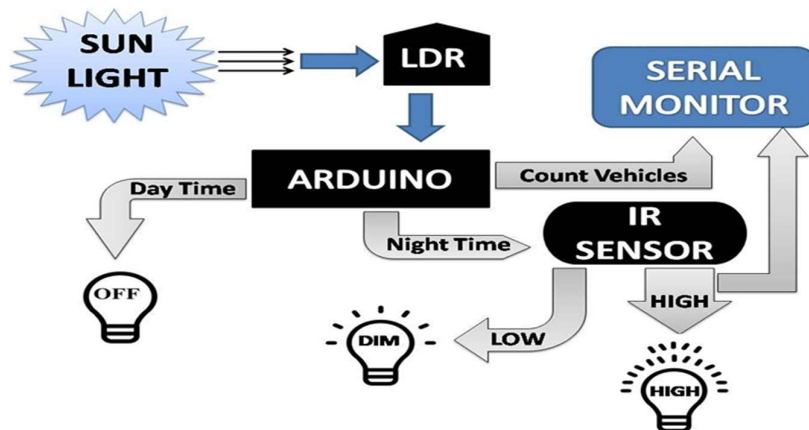 SUN
LIGHT
LDR
SERIAL
MONITOR
Day Time
ARDUINO
Count Vehicles
Night Time
IR
SENSOR
OFF
DIM
LOW
HIGH
HIGH